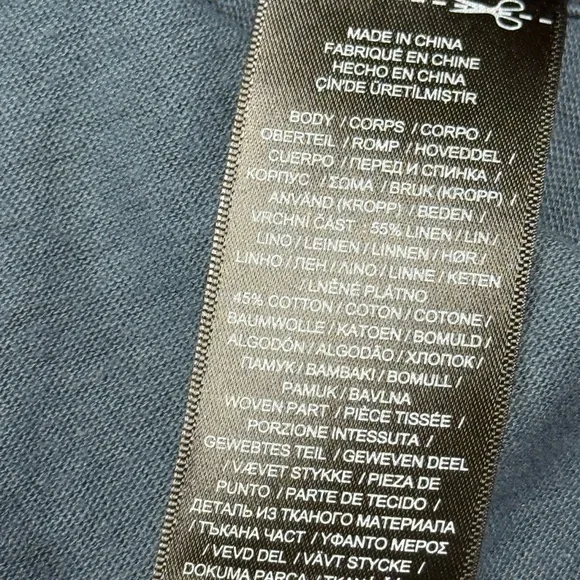 MADE IN CHINA
FABRIQUÉ EN CHINE
HECHO EN CHINA
ÇİN'DE ÜRETİLMİŞTİR
BODY / CORPS / CORPO /
OBERTEIL / ROMP / HOVEDDEL /
CUERPO / ПЕРЕД И СПИНКА /
КОРПУС / ΣΩΜΑ / BRUK (KROPP) /
ANVÄND (KROPP) / BEDEN /
VRCHNÍ ČÁST 55% LINEN / LIN /
LINO / LEINEN / LINNEN / HØR /
LINHO / ЛЕН / ΛΙΝΟ / LINNE / KETEN
/ LNĚNÉ PLÁTNO
45% COTTON / COTON / COTONE /
BAUMWOLLE / KATOEN / BOMULD /
ALGODÓN / ALGODÃO / ХЛОПОК /
ПАМУК / ΒΑΜΒΑΚΙ / BOMULL /
PAMUK / BAVLNA
WOVEN PART / PIÈCE TISSÉE /
PORZIONE INTESSUTA /
GEWEBTES TEIL / GEWEVEN DEEL
/ VÆVET STYKKE / PIEZA DE
PUNTO / PARTE DE TECIDO /
ДЕТАЛЬ ИЗ ТКАНОГО МАТЕРИАЛА
/ ТЪКАНА ЧАСТ / ΥΦΑΝΤΟ ΜΕΡΟΣ
/ VEVD DEL / VÄVT STYCKE /
DOKUMA PARÇA / TKANÁ